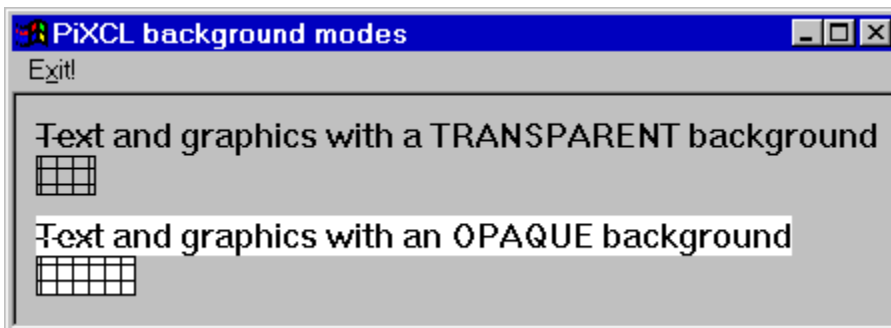 PiXCL background modes
Exit!
Text and graphics with a TRANSPARENT background
Text and graphics with an OPAQUE background